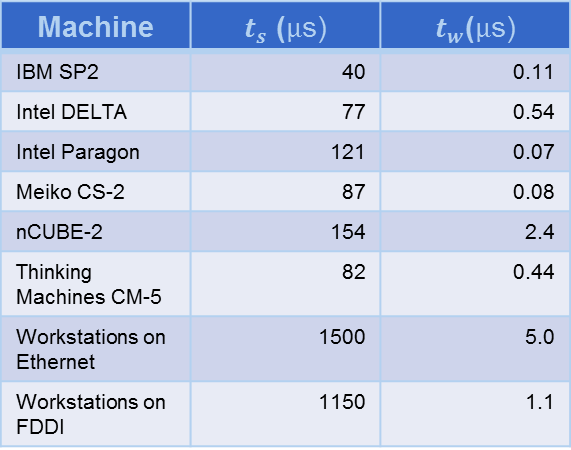 Machine t_s (μs) t_w(μs)
IBM SP2 40 0.11
Intel DELTA 77 0.54
Intel Paragon 121 0.07
Meiko CS-2 87 0.08
nCUBE-2 154 2.4
Thinking 82 0.44
Machines CM-5
Workstations on 1500 5.0
Ethernet
Workstations on 1150 1.1
FDDI